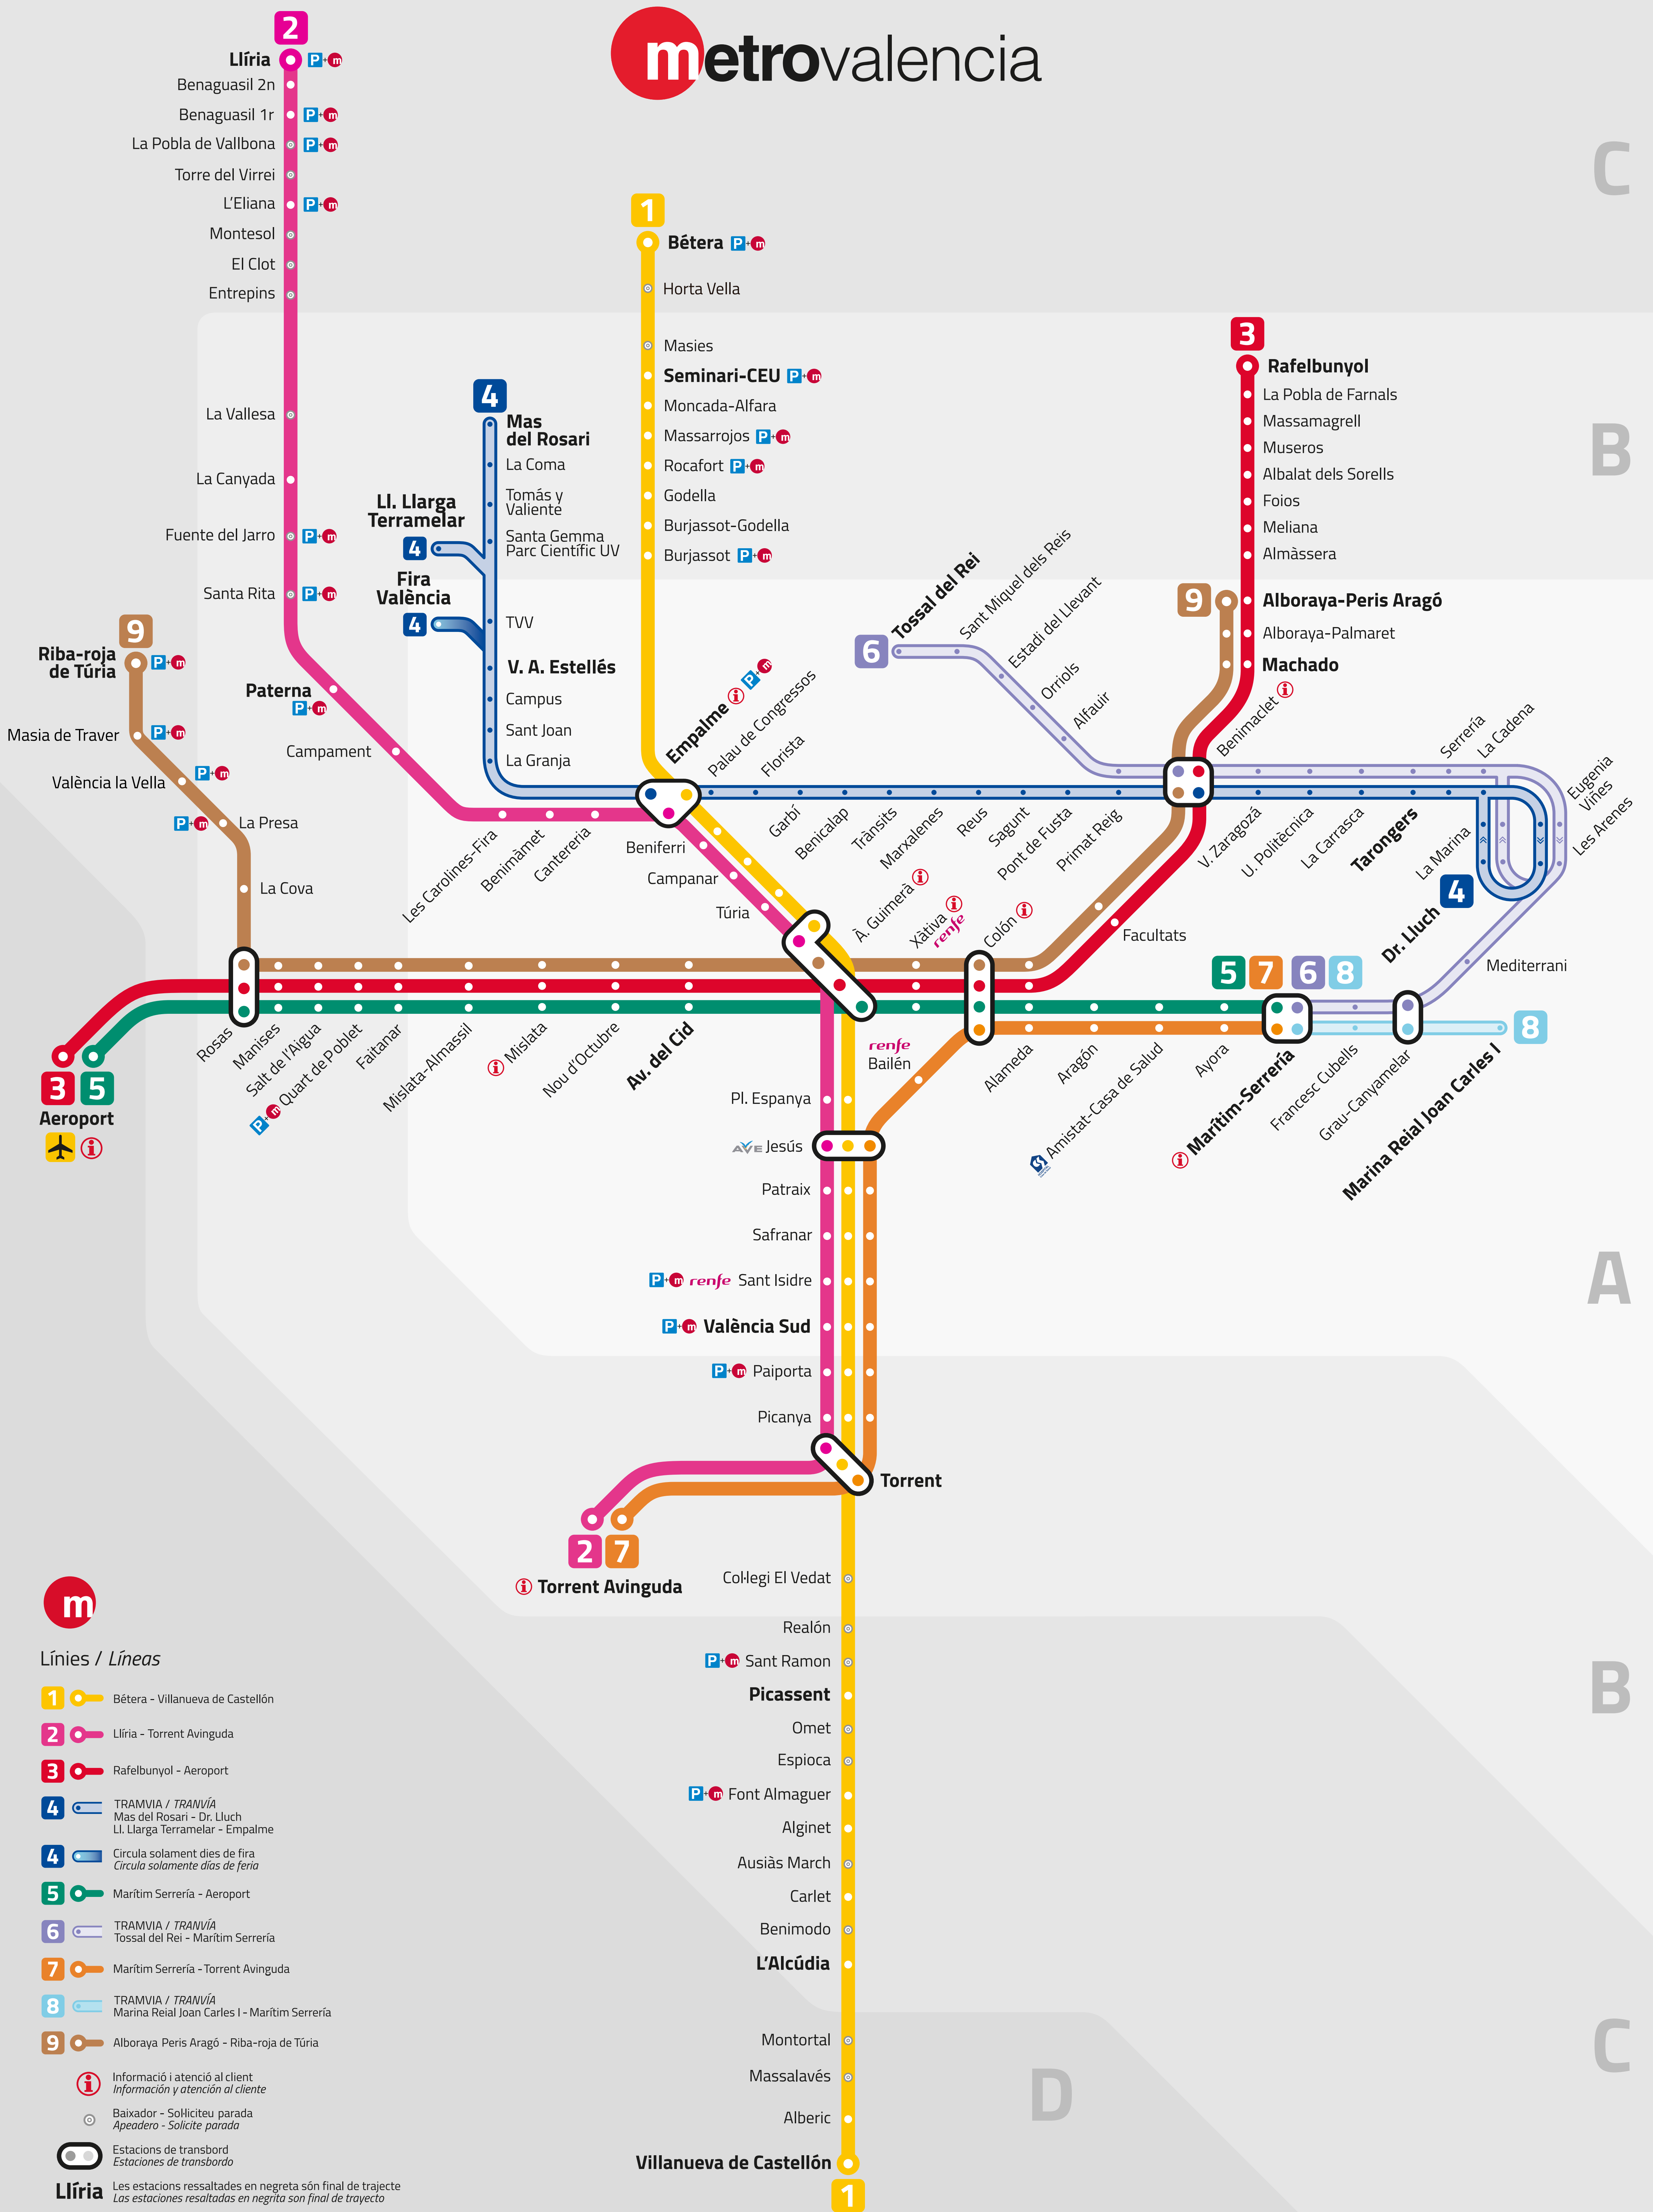 metrovalencia
2
Llíria
P+m
Benaguasil 2n
Benaguasil 1r
P+m
La Pobla de Vallbona
P+m
Torre del Virrei
L'Eliana
P+m
Montesol
El Clot
Entrepins
La Vallesa
La Canyada
Fuente del Jarro
P+m
Santa Rita
P+m
Paterna
P+m
Campament
Les Carolines-Fira
Benimàmet
Cantereria
C
B
A
B
C
D
1
Bétera P+m
Horta Vella
Masies
Seminari-CEU P+m
Moncada-Alfara
Massarrojos P+m
Rocafort P+m
Godella
Burjassot-Godella
Burjassot P+m
4
Mas
del Rosari
La Coma
Tomás y
Valiente
Santa Gemma
Parc Científic UV
Ll. Llarga
Terramelar
4
Fira
València
4
TVV
V. A. Estellés
Campus
Sant Joan
La Granja
Empalme i P+m
Palau de Congressos
Florista
Garbí
Benicalap
Trànsits
Marxalenes
Reus
Sagunt
Pont de Fusta
Primat Reig
Benimaclet i
V. Zaragozá
U. Politècnica
La Carrasca
Tarongers
Serrería
La Cadena
Eugenia
Viñes
Les Arenes
La Marina
4
Dr. Lluch
Mediterrani
6
Tossal del Rei
Sant Miquel dels Reis
Estadi del Llevant
Orriols
Alfauir
3
Rafelbunyol
La Pobla de Farnals
Massamagrell
Museros
Albalat dels Sorells
Foios
Meliana
Almàssera
9
Alboraya-Peris Aragó
Alboraya-Palmaret
Machado
Facultats
9
Riba-roja
de Túria
P+m
Masia de Traver
P+m
València la Vella
P+m
P+m
La Presa
La Cova
Beniferri
Campanar
Túria
À. Guimerà i
Xàtiva i
renfe
Colón i
3 5
Aeroport
i
Rosas
Manises
Salt de l'Aigua
P+m Quart de Poblet
Faitanar
Mislata-Almassil
i Mislata
Nou d'Octubre
Av. del Cid
renfe
Bailén
Alameda
Aragón
Amistat-Casa de Salud
Ayora
5 7 6 8
i Marítim-Serrería
Francesc Cubells
Grau-Canyamelar
Marina Reial Joan Carles I
8
Pl. Espanya
AVE Jesús
Patraix
Safranar
P+m renfe Sant Isidre
P+m València Sud
P+m Paiporta
Picanya
Torrent
2 7
i Torrent Avinguda
Col·legi El Vedat
Realón
P+m Sant Ramon
Picassent
Omet
Espioca
P+m Font Almaguer
Alginet
Ausiàs March
Carlet
Benimodo
L'Alcúdia
Montortal
Massalavés
Alberic
Villanueva de Castellón
1
m
Línies / Líneas
1 Bétera - Villanueva de Castellón
2 Llíria - Torrent Avinguda
3 Rafelbunyol - Aeroport
4 TRAMVIA / TRANVÍA
Mas del Rosari - Dr. Lluch
Ll. Llarga Terramelar - Empalme
4 Circula solament dies de fira
Circula solamente días de feria
5 Marítim Serrería - Aeroport
6 TRAMVIA / TRANVÍA
Tossal del Rei - Marítim Serrería
7 Marítim Serrería - Torrent Avinguda
8 TRAMVIA / TRANVÍA
Marina Reial Joan Carles I - Marítim Serrería
9 Alboraya Peris Aragó - Riba-roja de Túria
i Informació i atenció al client
Información y atención al cliente
Baixador - Sol·liciteu parada
Apeadero - Solicite parada
Estacions de transbord
Estaciones de transbordo
Llíria Les estacions ressaltades en negreta són final de trajecte
Las estaciones resaltadas en negrita son final de trayecto